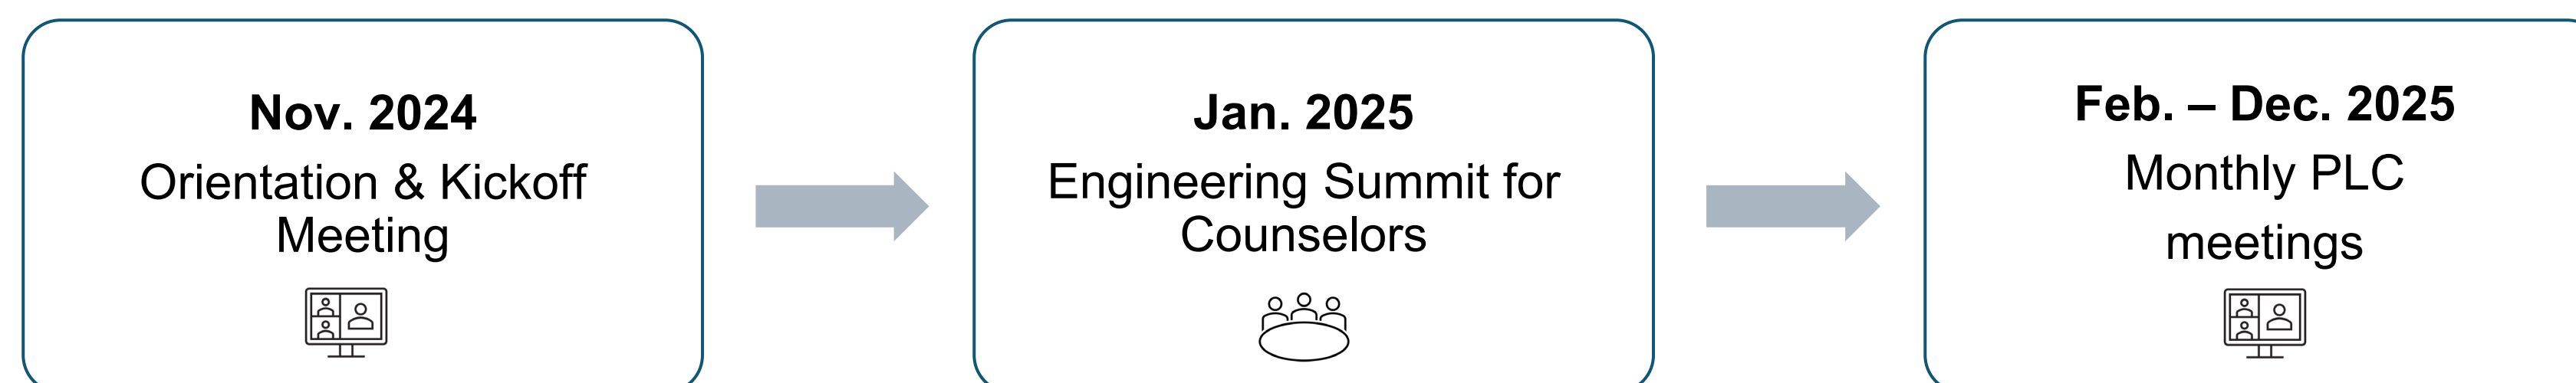 Nov. 2024
Orientation & Kickoff
Meeting
Jan. 2025
Engineering Summit for
Counselors
Feb. – Dec. 2025
Monthly PLC
meetings